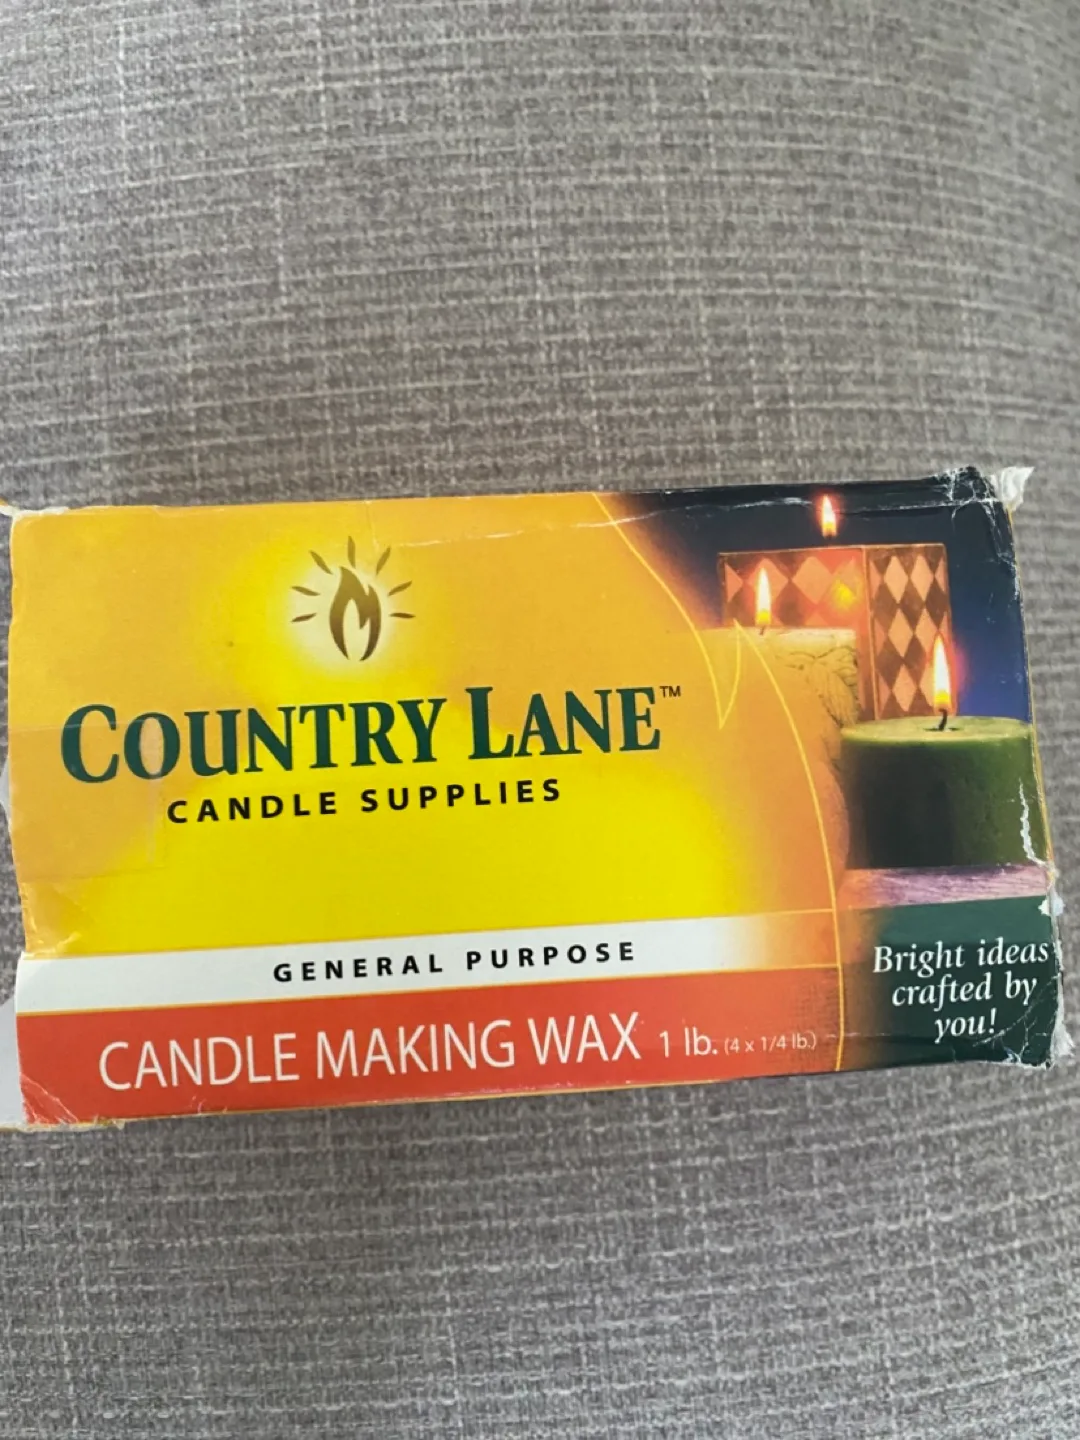 COUNTRY LANE™
CANDLE SUPPLIES
GENERAL PURPOSE
CANDLE MAKING WAX 1 lb. (4 x 1/4 lb.)
Bright ideas
crafted by
you!